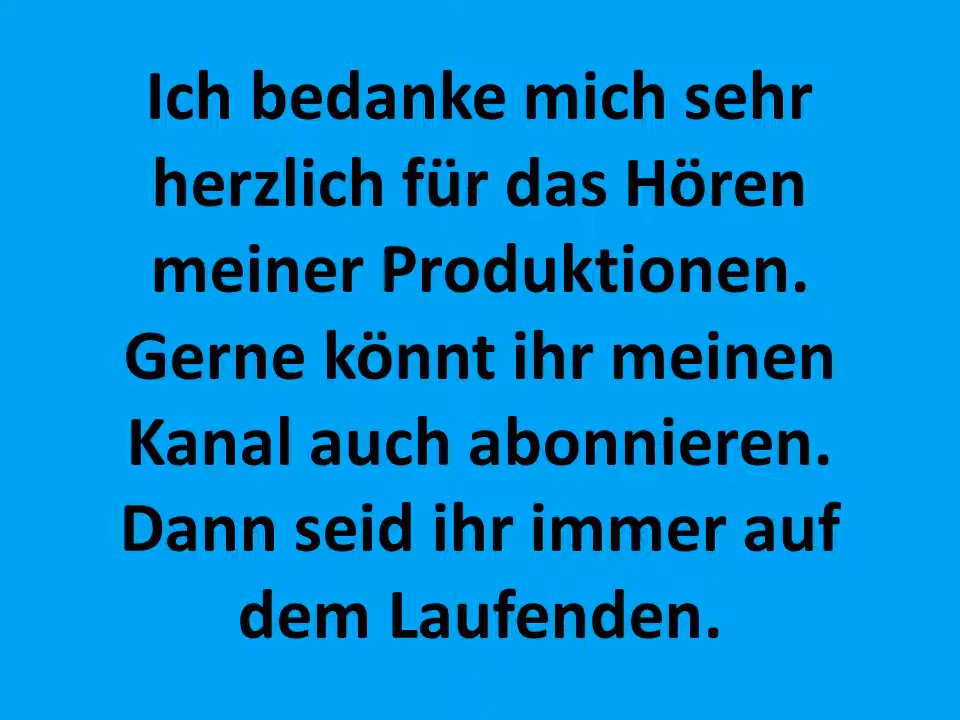 Ich bedanke mich sehr
herzlich für das Hören
meiner Produktionen.
Gerne könnt ihr meinen
Kanal auch abonnieren.
Dann seid ihr immer auf
dem Laufenden.